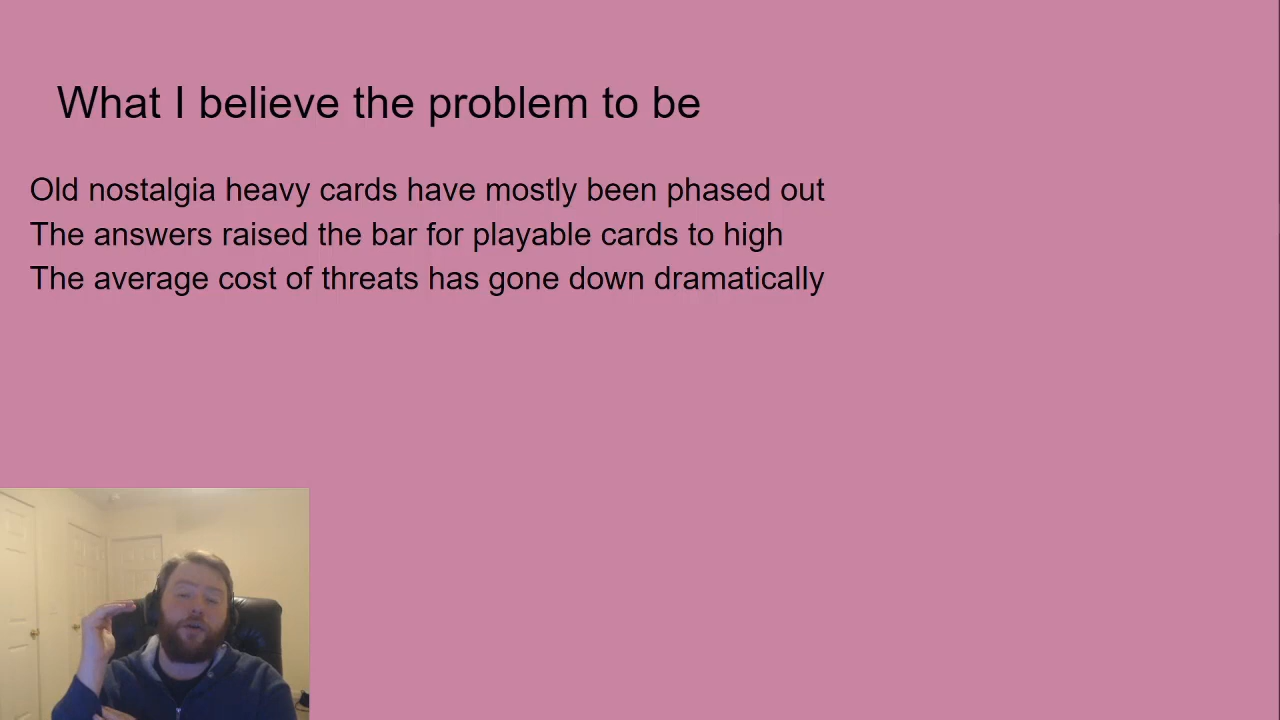 What I believe the problem to be
Old nostalgia heavy cards have mostly been phased out
The answers raised the bar for playable cards to high
The average cost of threats has gone down dramatically